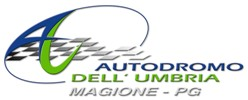 AUTODROMO
DELL' UMBRIA
MAGIONE - PG